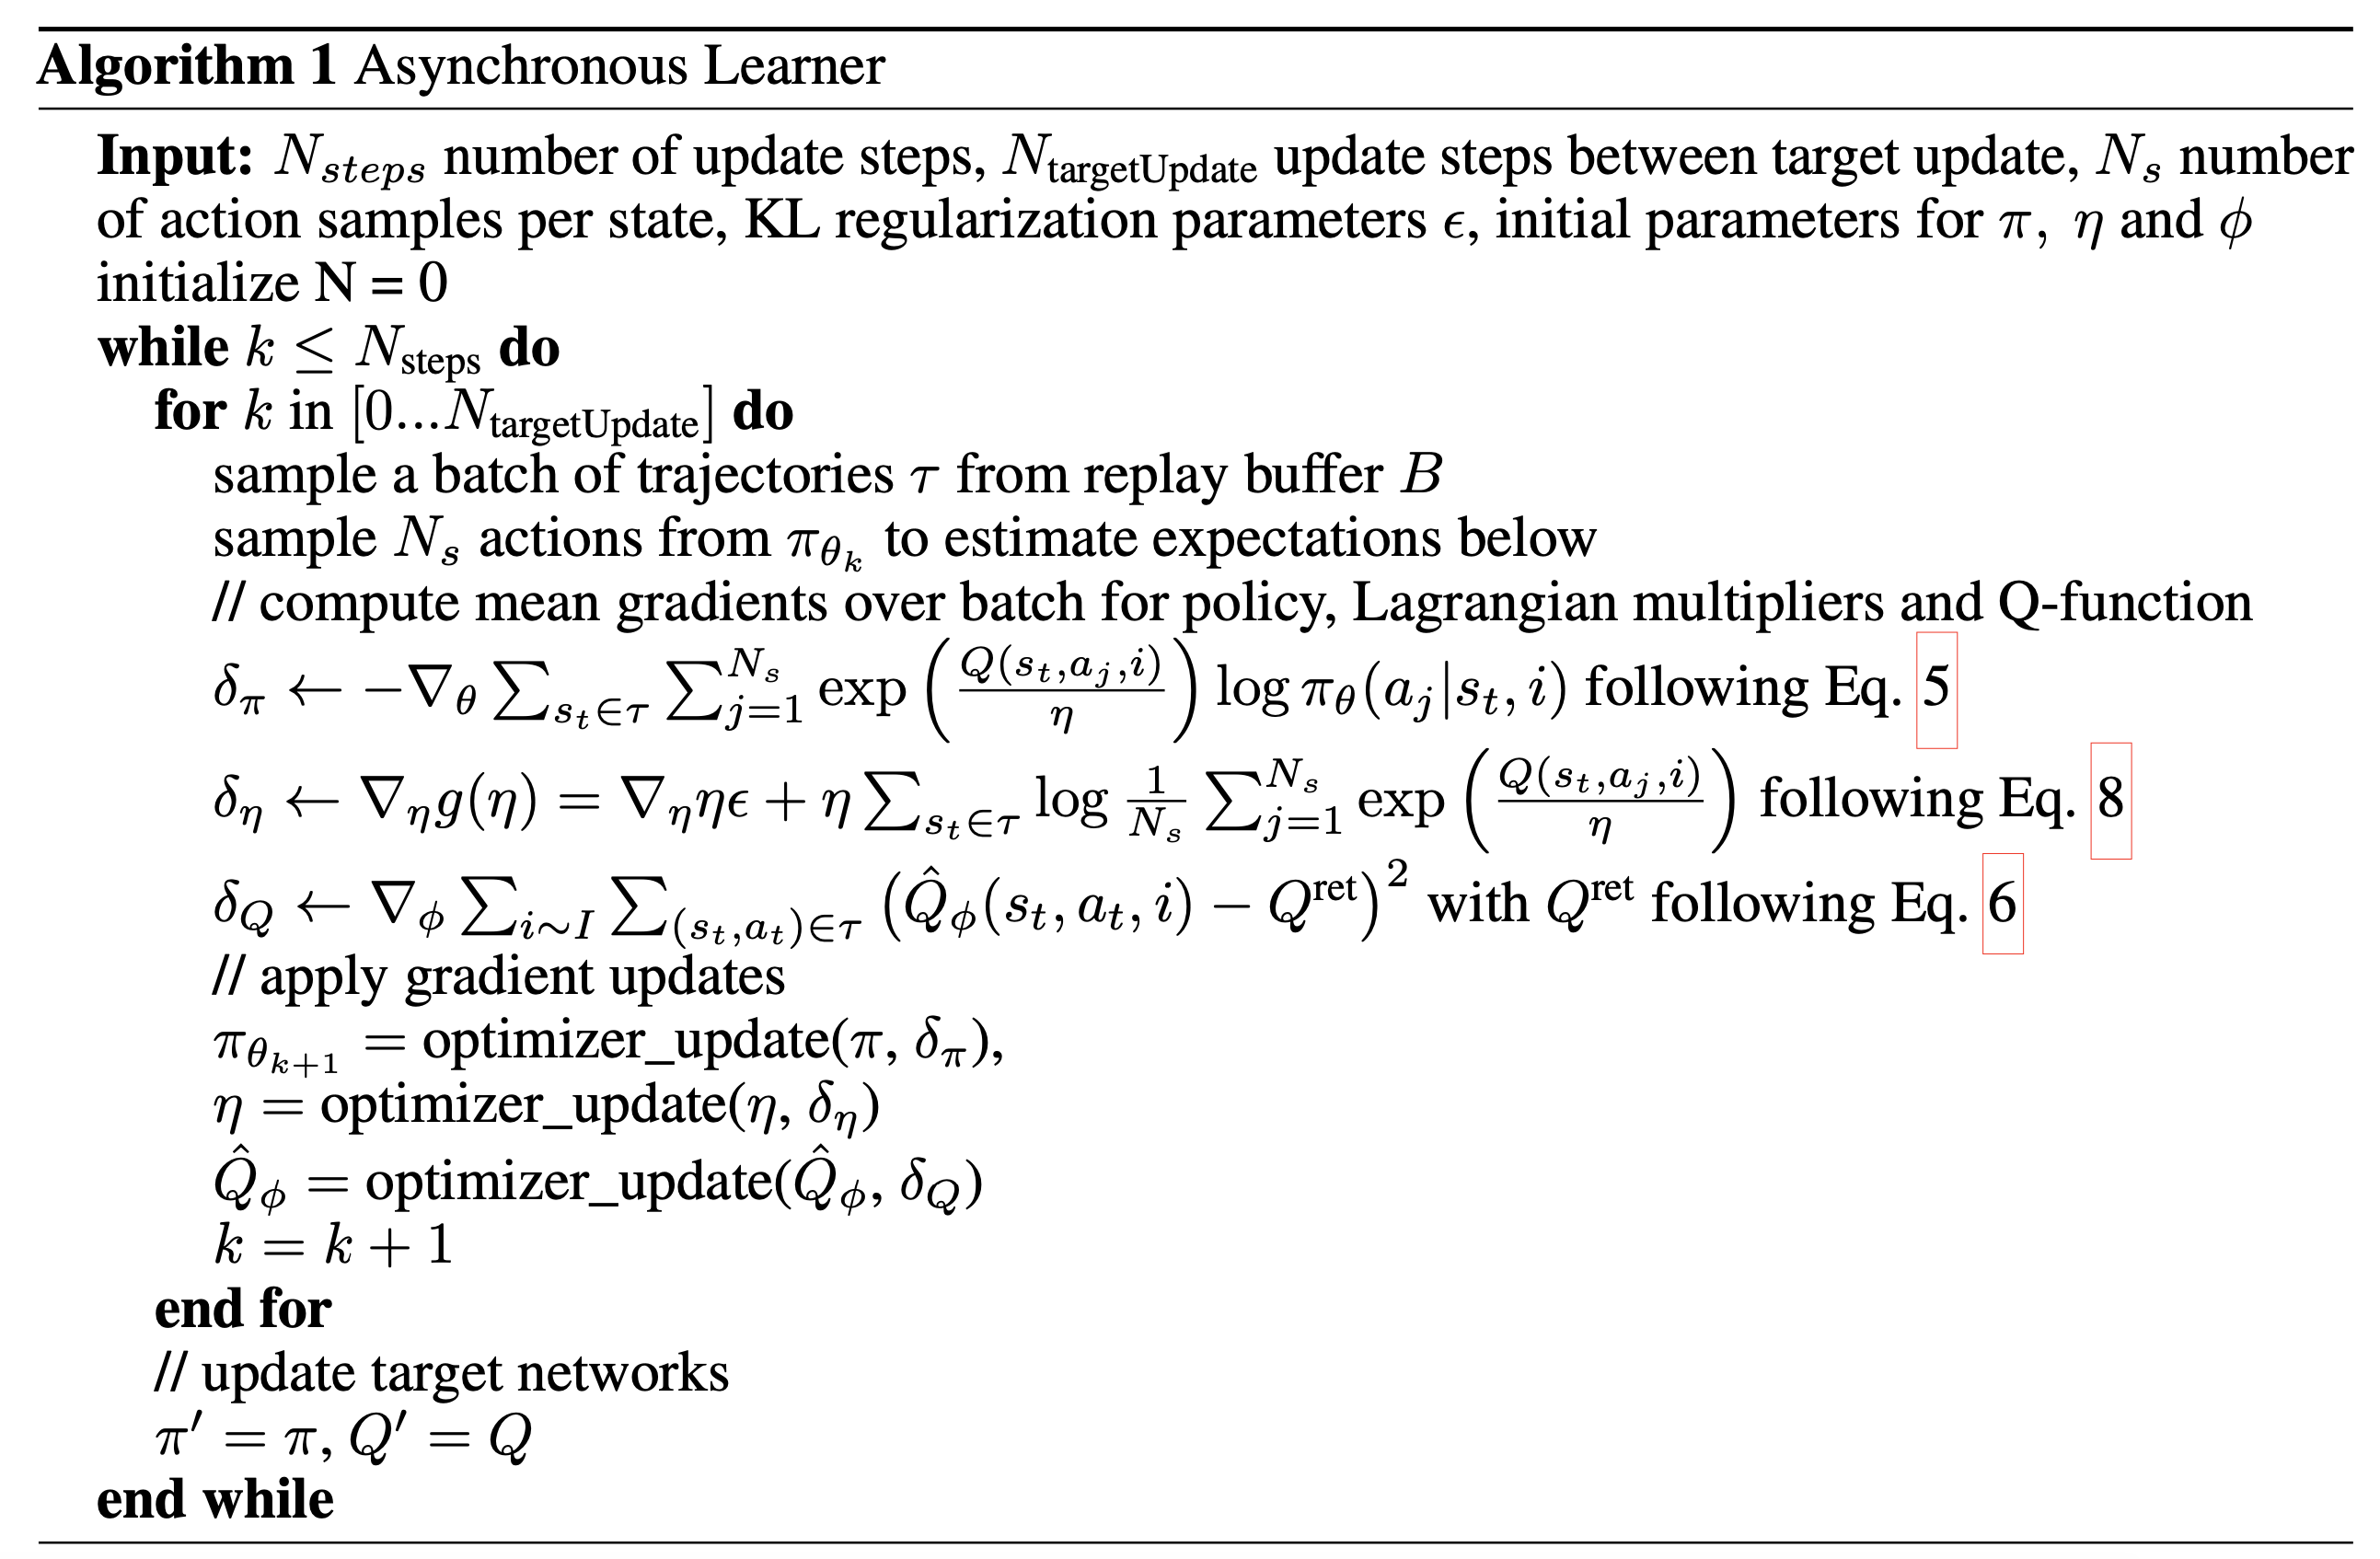 Algorithm 1 Asynchronous Learner
Input: $N_{steps}$ number of update steps, $N_{\text{targetUpdate}}$ update steps between target update, $N_s$ number
of action samples per state, KL regularization parameters $\epsilon$, initial parameters for $\pi$, $\eta$ and $\phi$
initialize N = 0
while $k \leq N_{\text{steps}}$ do
for $k$ in $[0...N_{\text{targetUpdate}}]$ do
sample a batch of trajectories $\tau$ from replay buffer $B$
sample $N_s$ actions from $\pi_{\theta_k}$ to estimate expectations below
// compute mean gradients over batch for policy, Lagrangian multipliers and Q-function
$\delta_\pi \leftarrow -\nabla_\theta \sum_{s_t \in \tau} \sum_{j=1}^{N_s} \exp\left(\frac{Q(s_t,a_j,i)}{\eta}\right) \log \pi_\theta(a_j|s_t, i)$ following Eq. 5
$\delta_\eta \leftarrow \nabla_\eta g(\eta) = \nabla_\eta \eta\epsilon + \eta \sum_{s_t \in \tau} \log \frac{1}{N_s} \sum_{j=1}^{N_s} \exp\left(\frac{Q(s_t,a_j,i)}{\eta}\right)$ following Eq. 8
$\delta_Q \leftarrow \nabla_\phi \sum_{i \sim I} \sum_{(s_t,a_t) \in \tau} \left(\hat{Q}_\phi(s_t, a_t, i) - Q^{\text{ret}}\right)^2$ with $Q^{\text{ret}}$ following Eq. 6
// apply gradient updates
$\pi_{\theta_{k+1}}$ = optimizer_update($\pi$, $\delta_\pi$),
$\eta$ = optimizer_update($\eta$, $\delta_\eta$)
$\hat{Q}_\phi$ = optimizer_update($\hat{Q}_\phi$, $\delta_Q$)
$k = k + 1$
end for
// update target networks
$\pi' = \pi$, $Q' = Q$
end while